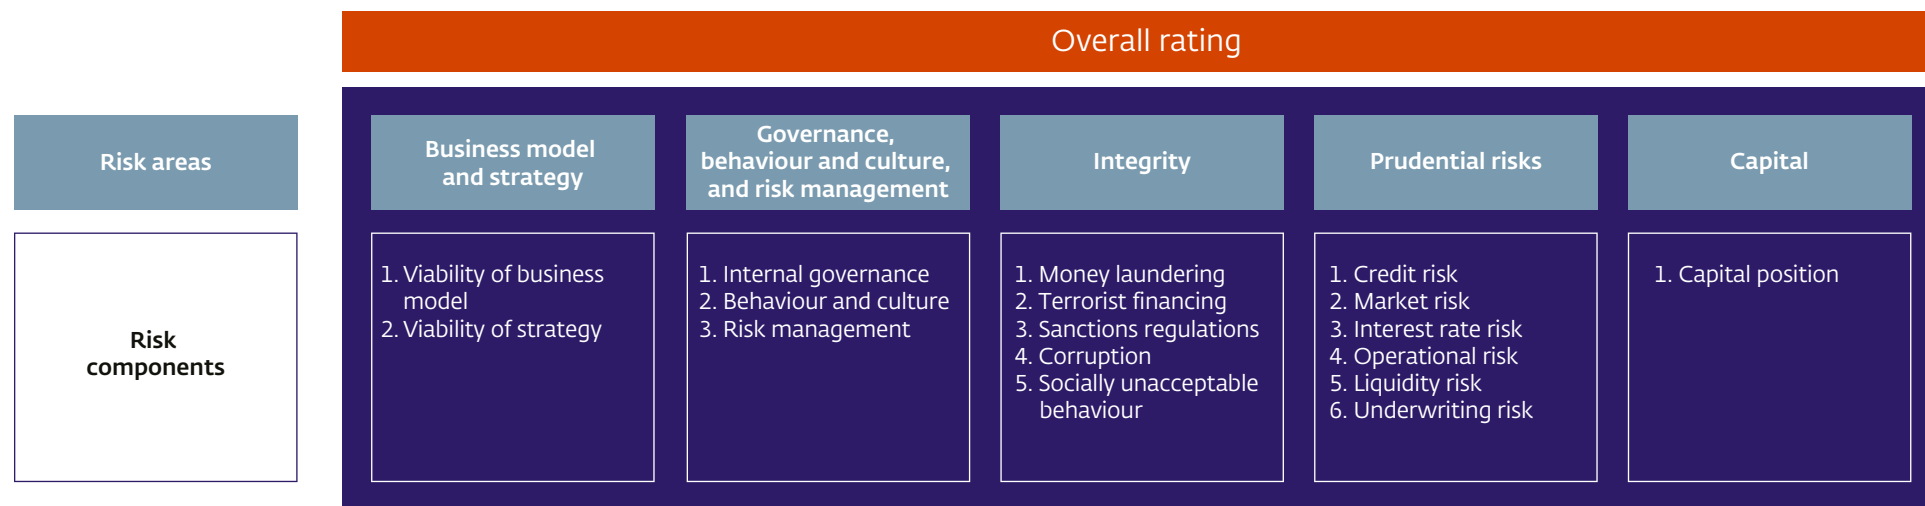 Overall rating
Risk areas
Business model
and strategy
Governance,
behaviour and culture,
and risk management
Integrity
Prudential risks
Capital
Risk
components
1. Viability of business
model
2. Viability of strategy
1. Internal governance
2. Behaviour and culture
3. Risk management
1. Money laundering
2. Terrorist financing
3. Sanctions regulations
4. Corruption
5. Socially unacceptable
behaviour
1. Credit risk
2. Market risk
3. Interest rate risk
4. Operational risk
5. Liquidity risk
6. Underwriting risk
1. Capital position